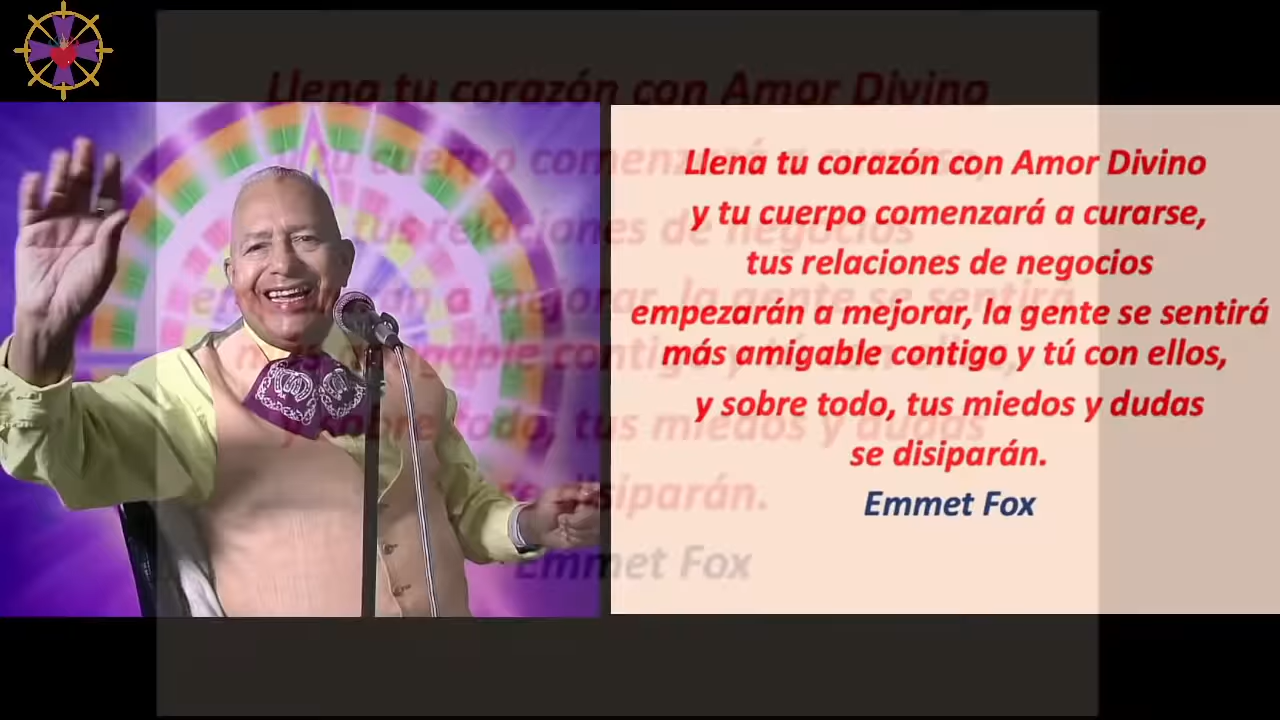 Llena tu corazón con Amor Divino
y tu cuerpo comenzará a curarse,
tus relaciones de negocios
empezarán a mejorar, la gente se sentirá
más amigable contigo y tú con ellos,
y sobre todo, tus miedos y dudas
se disiparán.
Emmet Fox